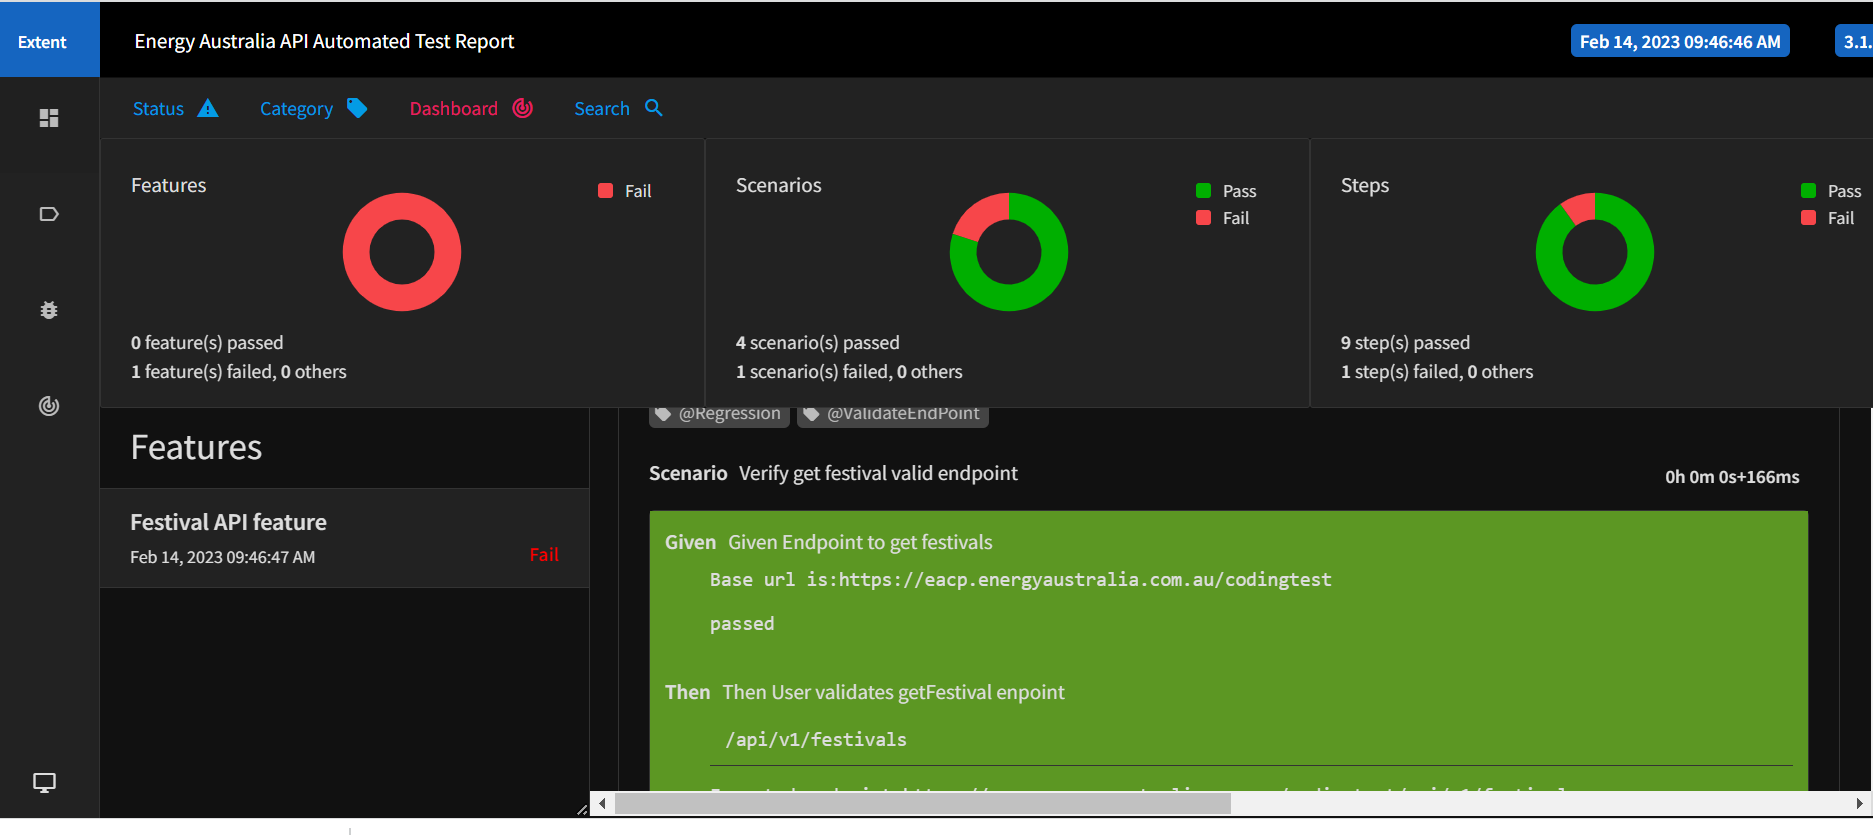 Extent
Energy Australia API Automated Test Report
Feb 14, 2023 09:46:46 AM
3.1.
Status
Category
Dashboard
Search
Features
Fail
0 feature(s) passed
1 feature(s) failed, 0 others
Scenarios
Pass
Fail
4 scenario(s) passed
1 scenario(s) failed, 0 others
Steps
Pass
Fail
9 step(s) passed
1 step(s) failed, 0 others
Features
Festival API feature
Feb 14, 2023 09:46:47 AM
Fail
@Regression
@ValidateEndPoint
Scenario Verify get festival valid endpoint
0h 0m 0s+166ms
Given Given Endpoint to get festivals
Base url is:https://eacp.energyaustralia.com.au/codingtest
passed
Then Then User validates getFestival enpoint
/api/v1/festivals